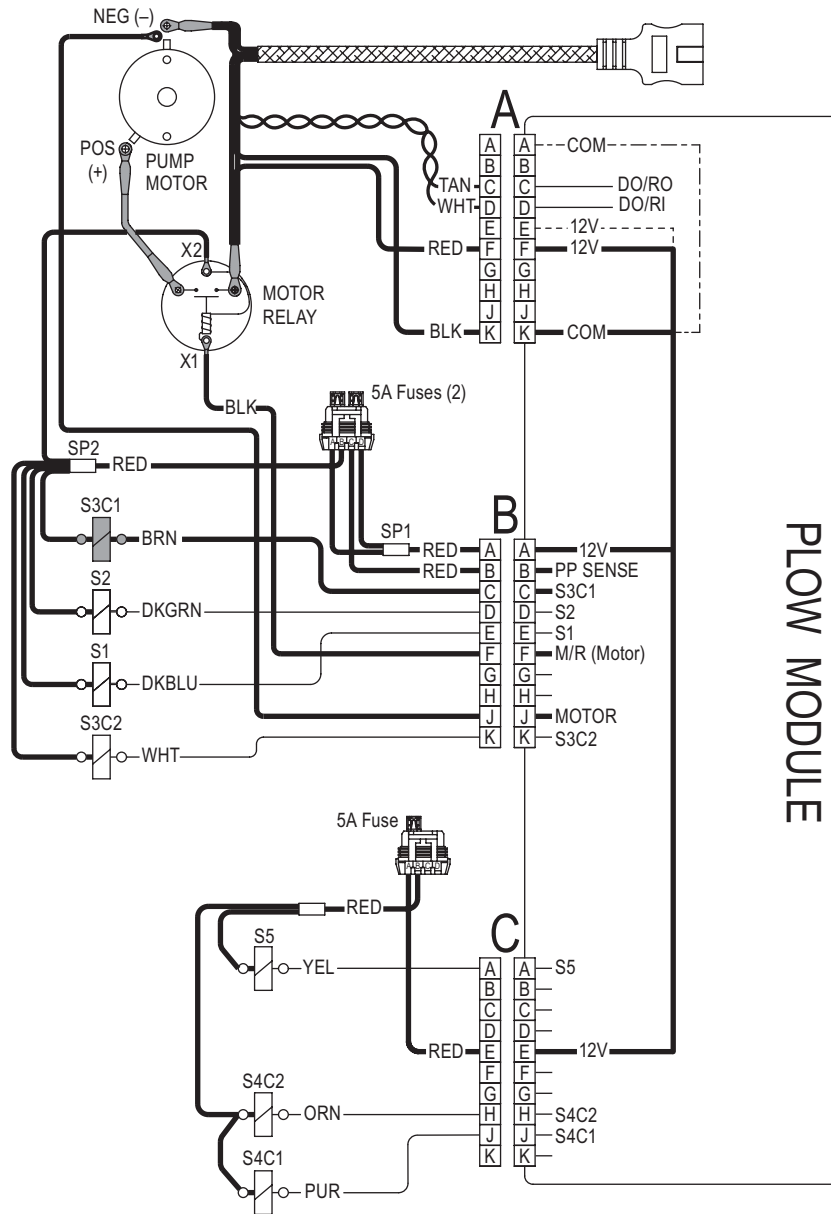 NEG (–)
POS
(+)
PUMP
MOTOR
X2
MOTOR
RELAY
X1
BLK
TAN
WHT
RED
BLK
A
A A COM
B B
C C DO/RO
D D DO/RI
E E 12V
F F 12V
G G
H H
J J
K K COM
5A Fuses (2)
A B C D
SP2
RED
SP1
RED
RED
S3C1
BRN
S2
DKGRN
S1
DKBLU
S3C2
WHT
B
A A 12V
B B PP SENSE
C C S3C1
D D S2
E E S1
F F M/R (Motor)
G G
H H
J J MOTOR
K K S3C2
PLOW MODULE
5A Fuse
A B C D
RED
S5
YEL
RED
S4C2
ORN
S4C1
PUR
C
A A S5
B B
C C
D D
E E 12V
F F
G G
H H S4C2
J J S4C1
K K